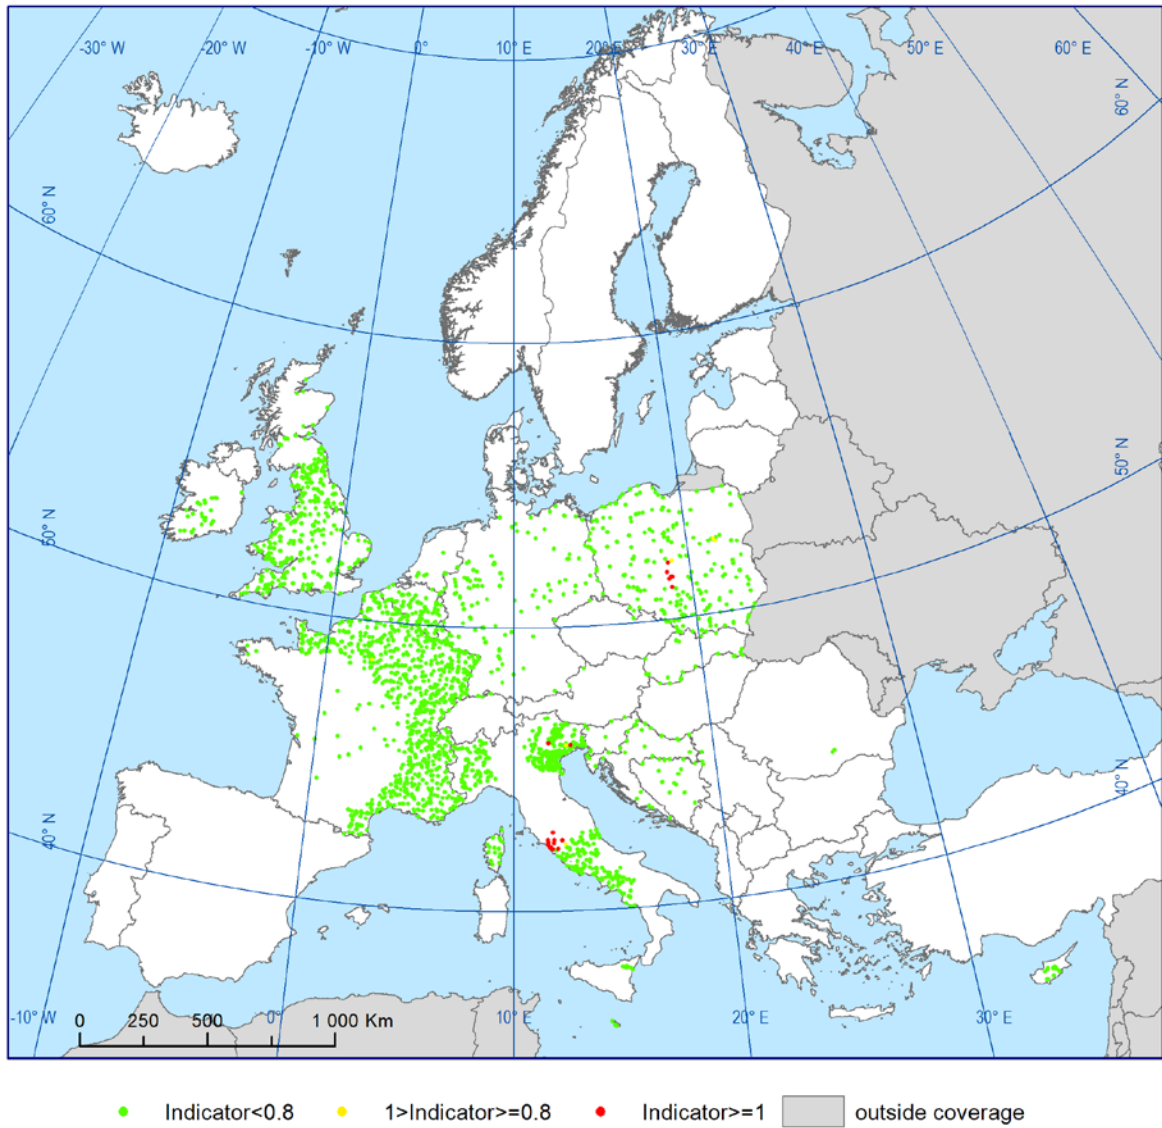 -30° W -20° W -10° W 0° 10° E 20° E 30° E 40° E 50° E 60° E
60° N
60° N
50° N
50° N
40° N
40° N
-10° W 0° 10° E 20° E 30° E
0 250 500 1 000 Km
Indicator<0.8 1>Indicator>=0.8 Indicator>=1 outside coverage